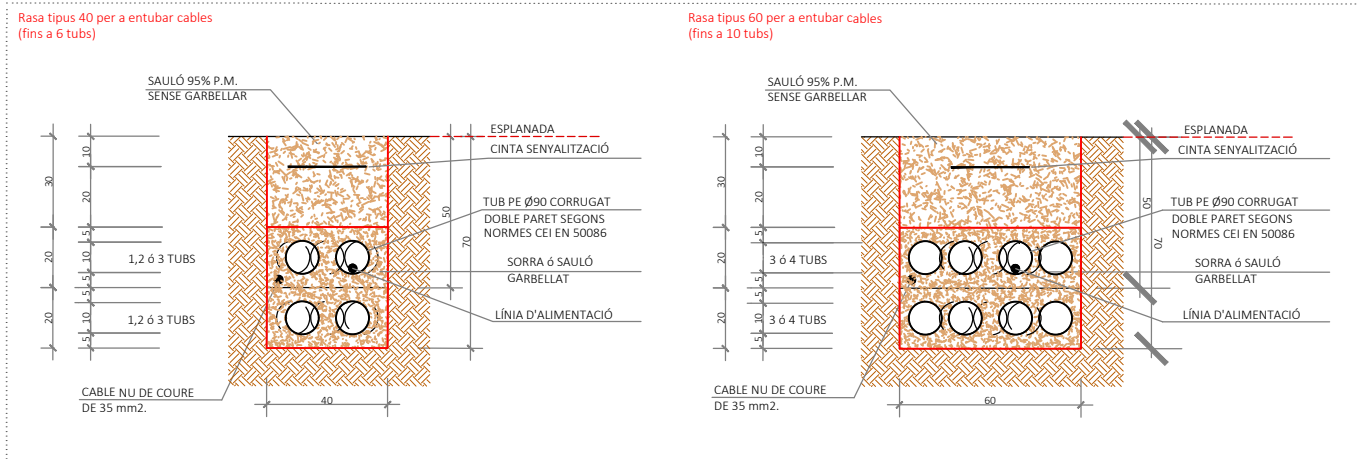 Rasa tipus 40 per a entubar cables
(fins a 6 tubs)
SAULÓ 95% P.M.
SENSE GARBELLAR
ESPLANADA
CINTA SENYALITZACIÓ
TUB PE Ø90 CORRUGAT
DOBLE PARET SEGONS
NORMES CEI EN 50086
SORRA ó SAULÓ
GARBELLAT
LÍNIA D'ALIMENTACIÓ
1,2 ó 3 TUBS
1,2 ó 3 TUBS
CABLE NU DE COURE
DE 35 mm2.
30
20
20
10
20
5
10
5
5
10
5
50
70
40
Rasa tipus 60 per a entubar cables
(fins a 10 tubs)
SAULÓ 95% P.M.
SENSE GARBELLAR
ESPLANADA
CINTA SENYALITZACIÓ
TUB PE Ø90 CORRUGAT
DOBLE PARET SEGONS
NORMES CEI EN 50086
SORRA ó SAULÓ
GARBELLAT
LÍNIA D'ALIMENTACIÓ
3 ó 4 TUBS
3 ó 4 TUBS
CABLE NU DE COURE
DE 35 mm2.
30
20
20
10
20
5
10
5
5
10
5
50
70
60